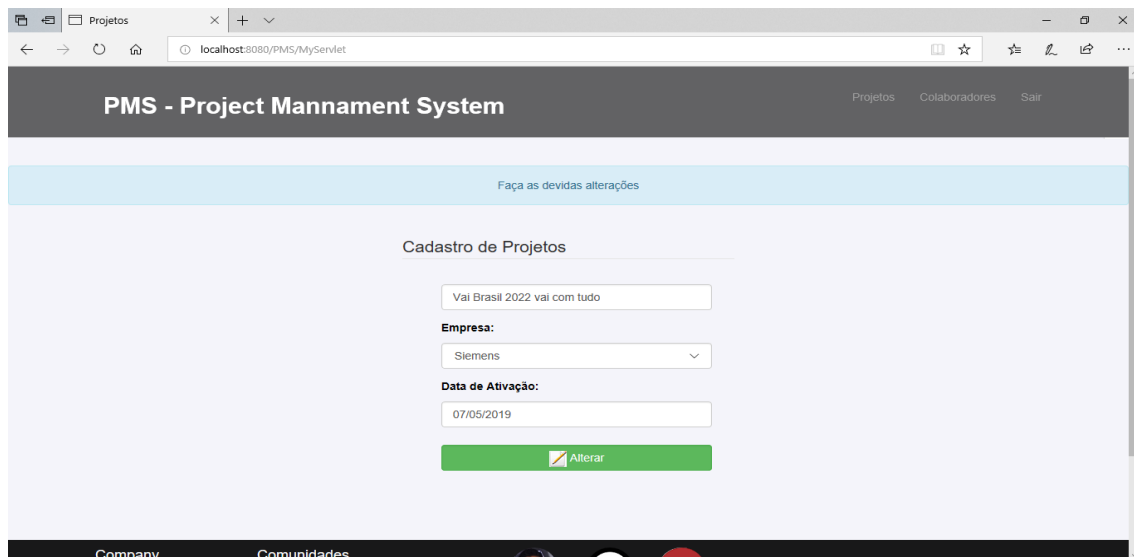 Projetos
localhost:8080/PMS/MyServlet
PMS - Project Mannament System
Projetos Colaboradores Sair
Faça as devidas alterações
Cadastro de Projetos
Vai Brasil 2022 vai com tudo
Empresa:
Siemens
Data de Ativação:
07/05/2019
Alterar
Company Comunidades